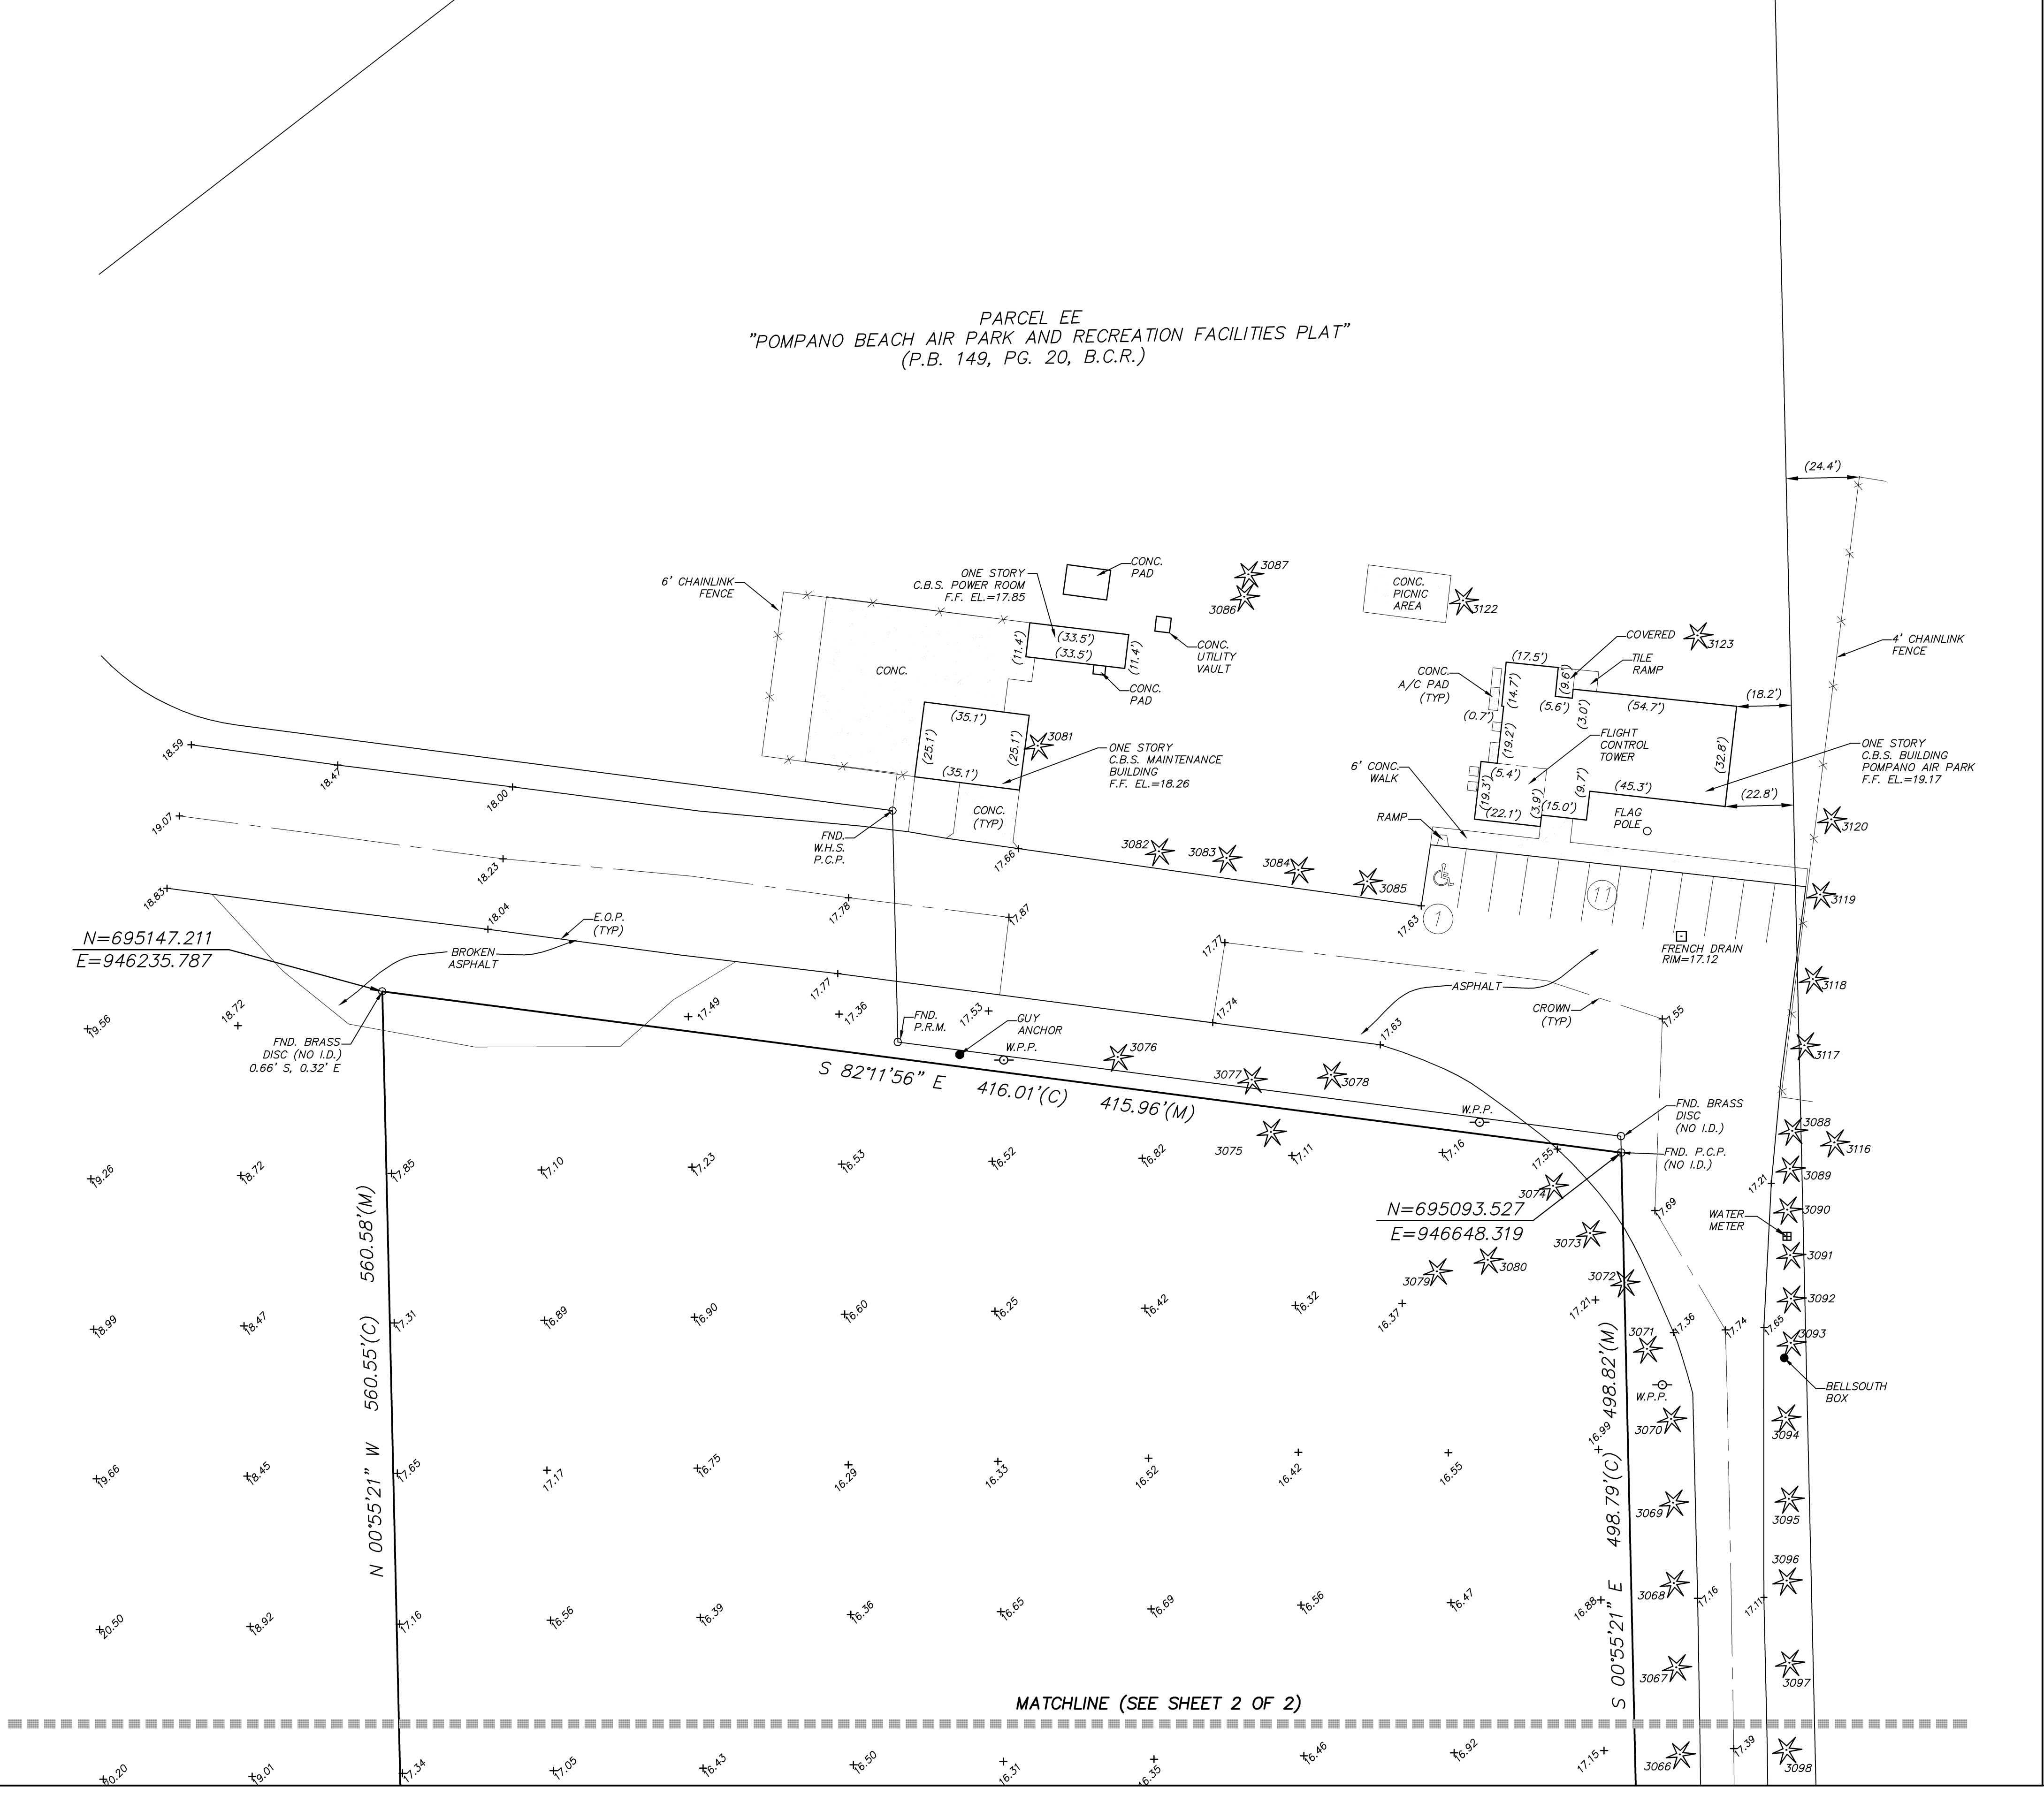 PARCEL EE
"POMPANO BEACH AIR PARK AND RECREATION FACILITIES PLAT"
(P.B. 149, PG. 20, B.C.R.)
(24.4')
6' CHAINLINK
FENCE
ONE STORY
C.B.S. POWER ROOM
F.F. EL.=17.85
CONC.
PAD
3087
3086
CONC.
PICNIC
AREA
3122
COVERED
3123
4' CHAINLINK
FENCE
(11.4')
(33.5')
(33.5')
(11.4')
CONC.
UTILITY
VAULT
CONC.
CONC.
PAD
CONC.
A/C PAD
(TYP)
(17.5')
(14.7')
(9.6')
TILE
RAMP
(0.7')
(5.6')
(3.0')
(54.7')
(18.2')
(35.1')
(25.1')
(25.1')
(35.1')
3081
ONE STORY
C.B.S. MAINTENANCE
BUILDING
F.F. EL.=18.26
(19.2')
FLIGHT
CONTROL
TOWER
(32.8')
ONE STORY
C.B.S. BUILDING
POMPANO AIR PARK
F.F. EL.=19.17
6' CONC.
WALK
(5.4')
(19.3')
(9.7')
(45.3')
(22.8')
(22.1')
(3.9')
(15.0')
RAMP
FLAG
POLE
3120
18.59
18.47
18.00
CONC.
(TYP)
FND.
W.H.S.
P.C.P.
17.66
3082
3083
3084
3085
17.63
1
11
3119
19.07
18.23
17.78
17.87
18.83
18.04
E.O.P.
(TYP)
17.77
FRENCH DRAIN
RIM=17.12
N=695147.211
E=946235.787
BROKEN
ASPHALT
17.77
17.74
ASPHALT
CROWN
(TYP)
3118
19.56
18.72
17.49
17.36
17.53
FND.
P.R.M.
GUY
ANCHOR
17.63
17.55
FND. BRASS
DISC (NO I.D.)
0.66' S, 0.32' E
W.P.P.
3076
3077
3078
3117
S 82°11'56" E 416.01'(C) 415.96'(M)
W.P.P.
FND. BRASS
DISC
(NO I.D.)
3088
3116
3075
FND. P.C.P.
(NO I.D.)
19.26
18.72
17.85
17.10
17.23
16.53
16.52
16.82
17.11
17.16
17.55
17.21
3089
3074
N=695093.527
E=946648.319
17.69
WATER
METER
3090
3073
3079
3080
3091
3072
3092
N 00°55'21" W 560.55'(C) 560.58'(M)
18.99
18.47
17.31
16.89
16.90
16.60
16.25
16.42
16.32
16.37
17.21
3071
17.36
17.74
17.65
3093
BELLSOUTH
BOX
W.P.P.
S 00°55'21" E 498.79'(C) 498.82'(M)
3070
3094
19.66
18.45
17.65
17.17
16.75
16.29
16.33
16.52
16.42
16.55
16.99
3069
3095
3096
3068
20.50
18.92
17.16
16.56
16.39
16.36
16.65
16.69
16.56
16.47
16.88
17.16
17.11
3067
3097
MATCHLINE (SEE SHEET 2 OF 2)
20.20
19.01
17.34
17.05
16.43
16.50
16.31
16.35
16.46
16.92
17.15
3066
17.39
3098